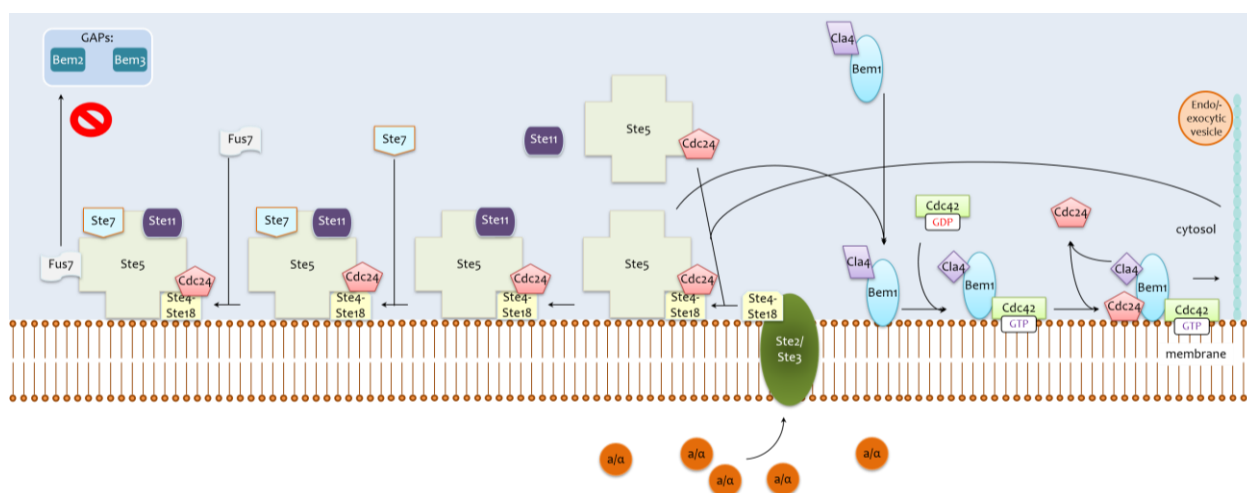 GAPs:
Bem2 Bem3
Cla4
Bem1
Ste5
Cdc24
Endo/-
exocytic
vesicle
Fus7
Ste7
Ste11
Cdc42
GDP
Cdc24
cytosol
Ste7 Ste11
Ste5
Fus7
Cdc24
Ste4-
Ste18
Ste7 Ste11
Ste5
Cdc24
Ste4-
Ste18
Ste11
Ste5
Cdc24
Ste4-
Ste18
Ste5
Cdc24
Ste4-
Ste18
Ste4-
Ste18
Ste2/
Ste3
Cla4
Bem1
Cla4
Bem1
Cdc42
GTP
Cla4
Bem1
Cdc24
Cdc42
GTP
membrane
a/α
a/α
a/α
a/α
a/α